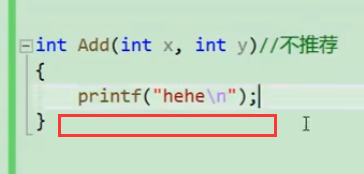 int Add(int x, int y)//不推荐
{
printf("hehe\n");
}